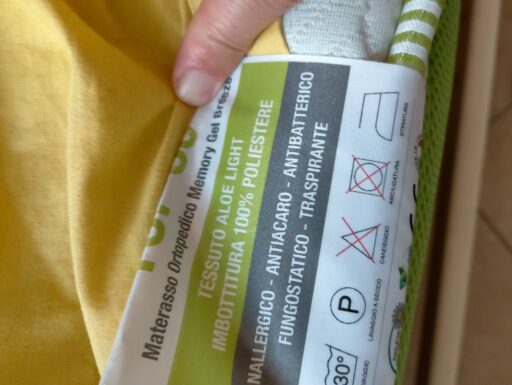 Materasso Ortopedico Memory Gel Breeze
TESSUTO ALOE LIGHT
IMBOTTITURA 100% POLIESTERE
NALLERGICO - ANTIACARO - ANTIBATTERICO
FUNGOSTATICO - TRASPIRANTE
STIRATURA
ASCIUGATURA
CANDEGGIO
P
LAVAGGIO A SECCO
30°